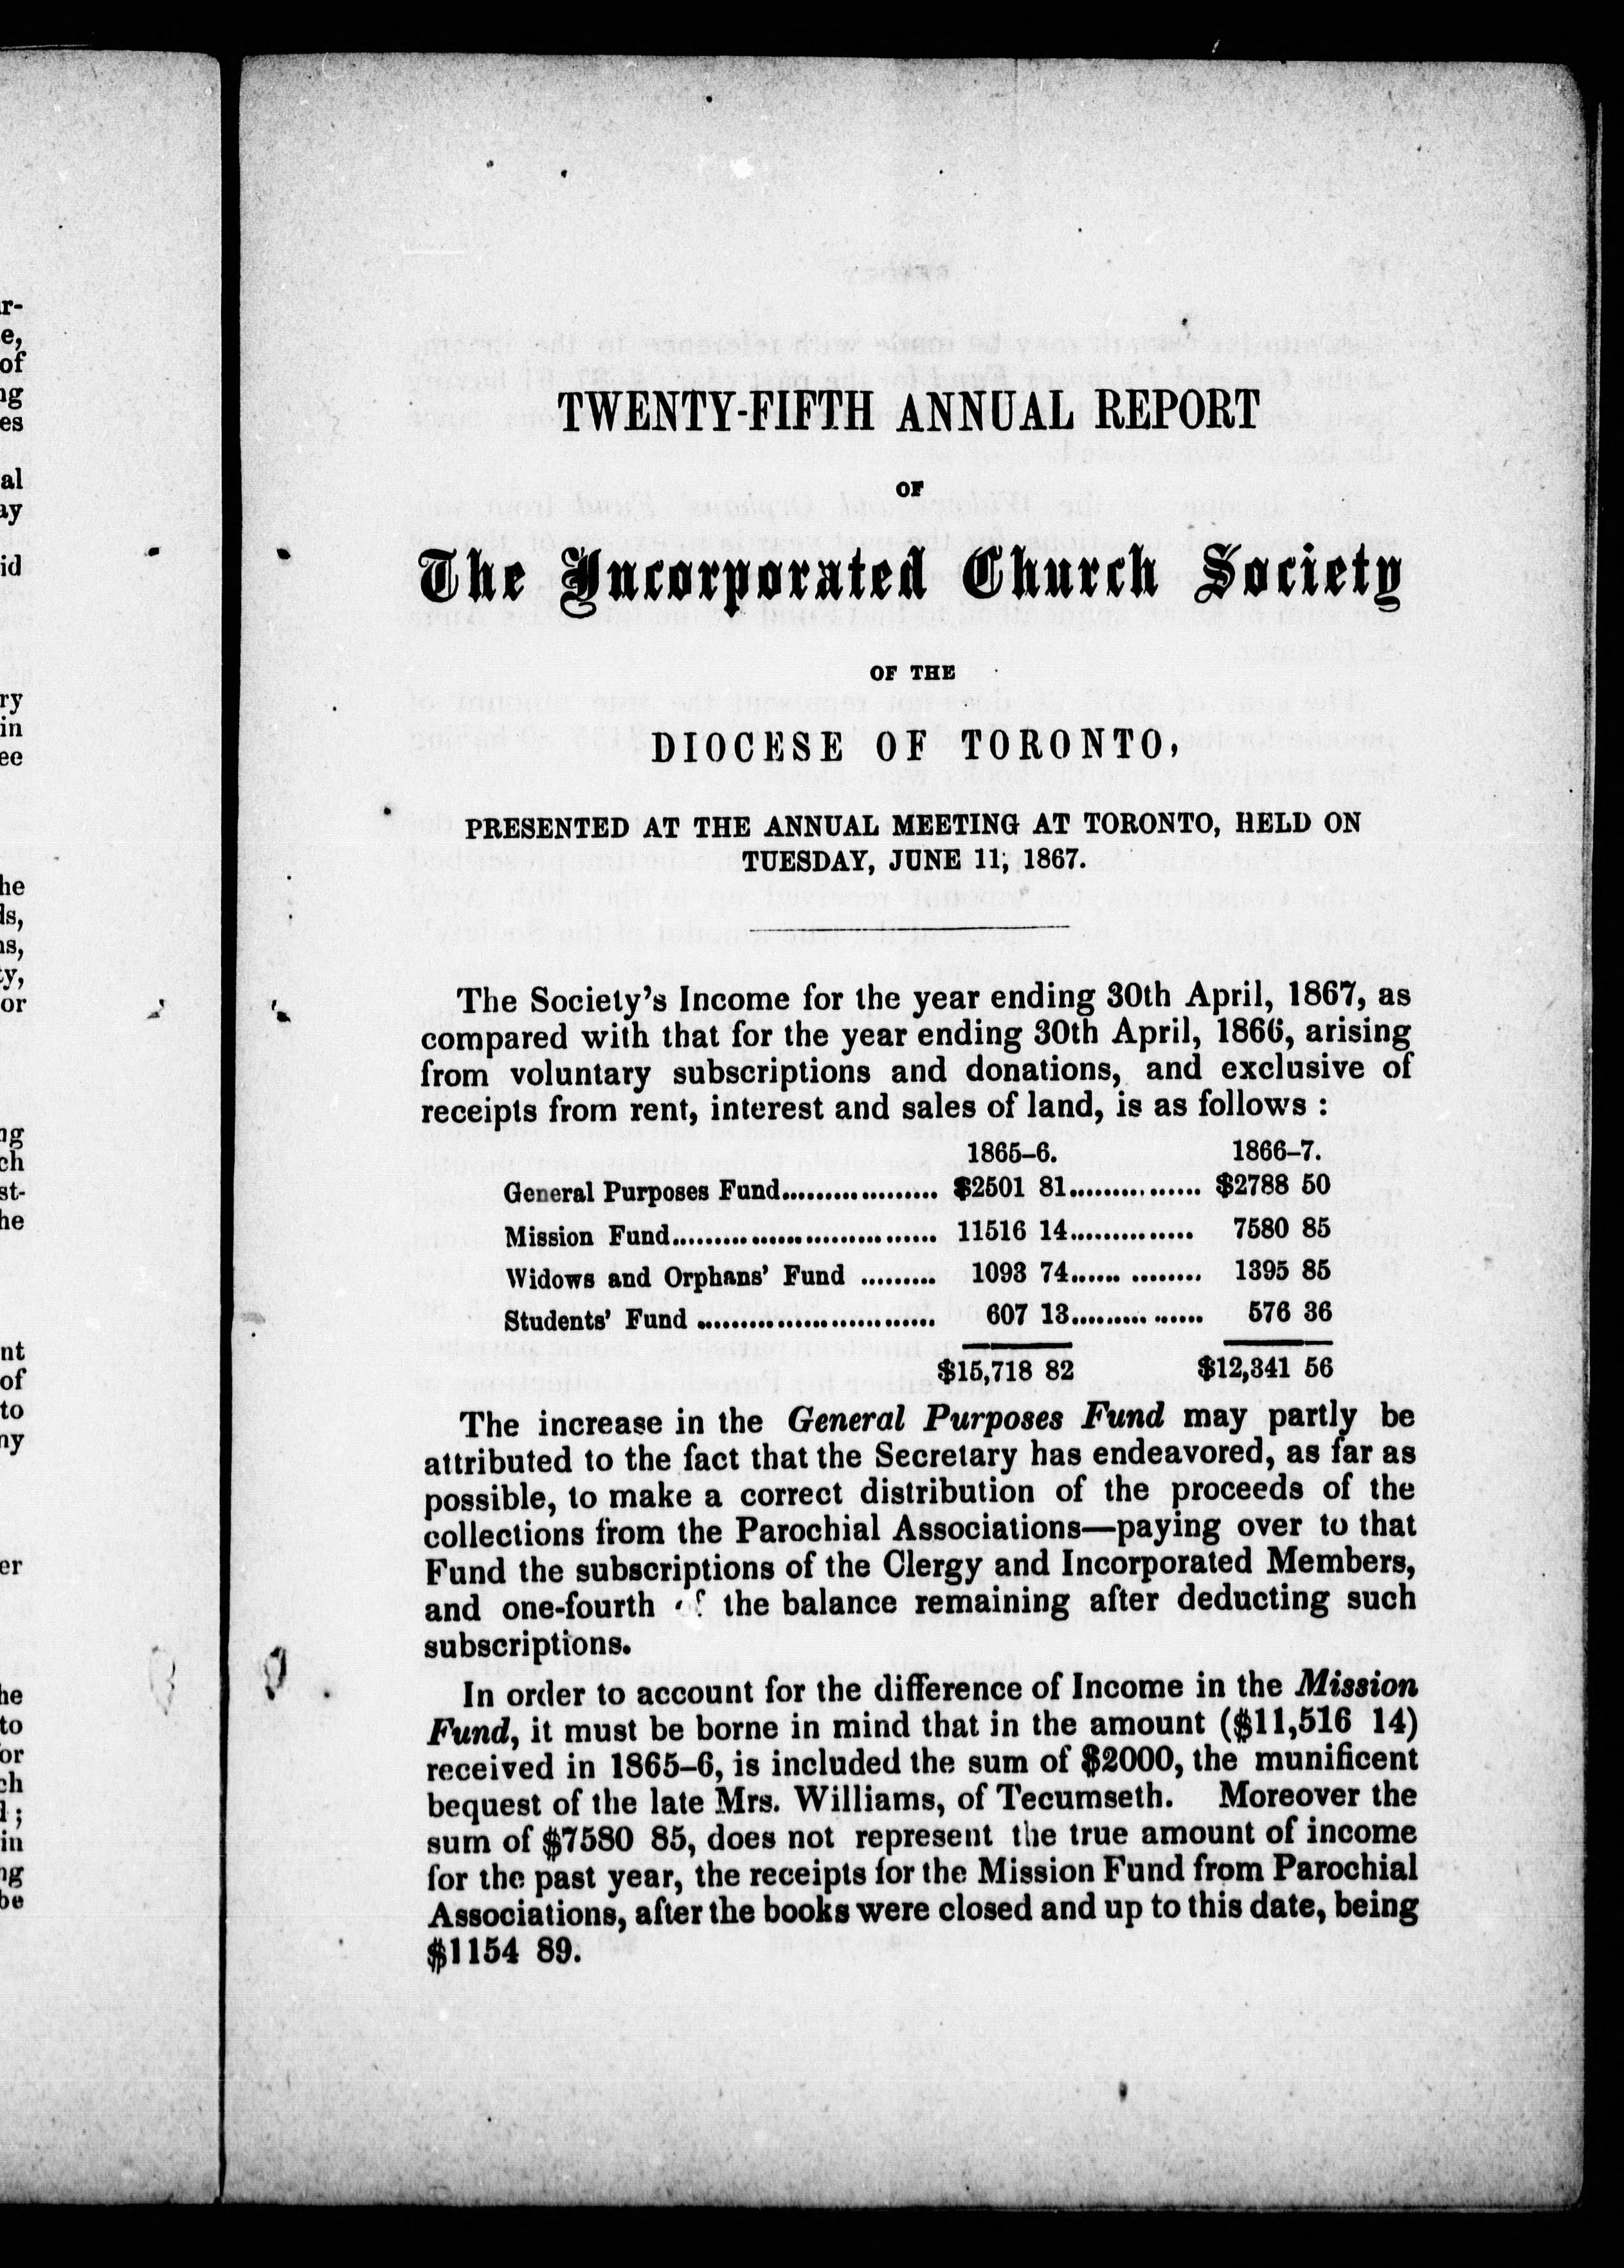 TWENTY-FIFTH ANNUAL REPORT
OF
The Incorporated Church Society
OF THE
DIOCESE OF TORONTO,
PRESENTED AT THE ANNUAL MEETING AT TORONTO, HELD ON
TUESDAY, JUNE 11, 1867.
The Society's Income for the year ending 30th April, 1867, as
compared with that for the year ending 30th April, 1866, arising
from voluntary subscriptions and donations, and exclusive of
receipts from rent, interest and sales of land, is as follows :
1865–6. 1866–7.
General Purposes Fund.................. $2501 81............... $2788 50
Mission Fund............................... 11516 14.............. 7580 85
Widows and Orphans' Fund ......... 1093 74...... ........ 1395 85
Students' Fund ............................ 607 13......... ...... 576 36
$15,718 82 $12,341 56
The increase in the General Purposes Fund may partly be
attributed to the fact that the Secretary has endeavored, as far as
possible, to make a correct distribution of the proceeds of the
collections from the Parochial Associations—paying over to that
Fund the subscriptions of the Clergy and Incorporated Members,
and one-fourth of the balance remaining after deducting such
subscriptions.
In order to account for the difference of Income in the Mission
Fund, it must be borne in mind that in the amount ($11,516 14)
received in 1865–6, is included the sum of $2000, the munificent
bequest of the late Mrs. Williams, of Tecumseth. Moreover the
sum of $7580 85, does not represent the true amount of income
for the past year, the receipts for the Mission Fund from Parochial
Associations, after the books were closed and up to this date, being
$1154 89.